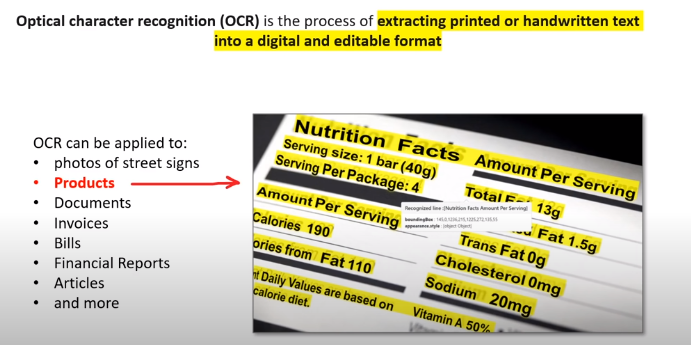 Optical character recognition (OCR) is the process of extracting printed or handwritten text
into a digital and editable format
OCR can be applied to:
• photos of street signs
• Products
• Documents
• Invoices
• Bills
• Financial Reports
• Articles
• and more
Nutrition Facts Amount Per Serving
Serving size: 1 bar (40g)
Serving Per Package: 4
Total 13g
Recognized line :[Nutrition Facts Amount Per Serving]
boundingBox
appearance.style : [object Object]
Amount Per Serving
Fat 1.5g
Calories 190
Trans Fat 0g
ories from Fat 110
Cholesterol 0mg
Sodium 20mg
nt Daily Values are based on
calorie diet.
Vitamin A 50%